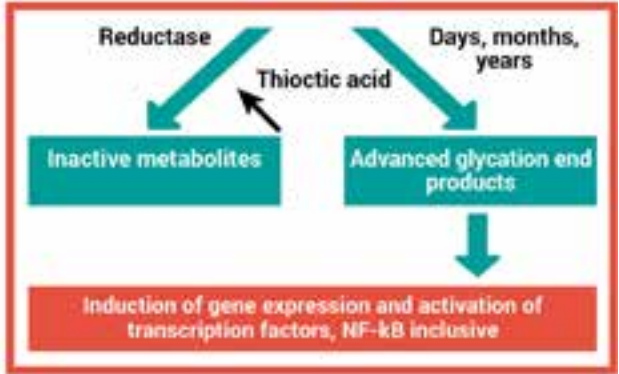 Reductase
Days, months,
years
Thioctic acid
Inactive metabolites
Advanced glycation end
products
Induction of gene expression and activation of
transcription factors, NF-kB inclusive